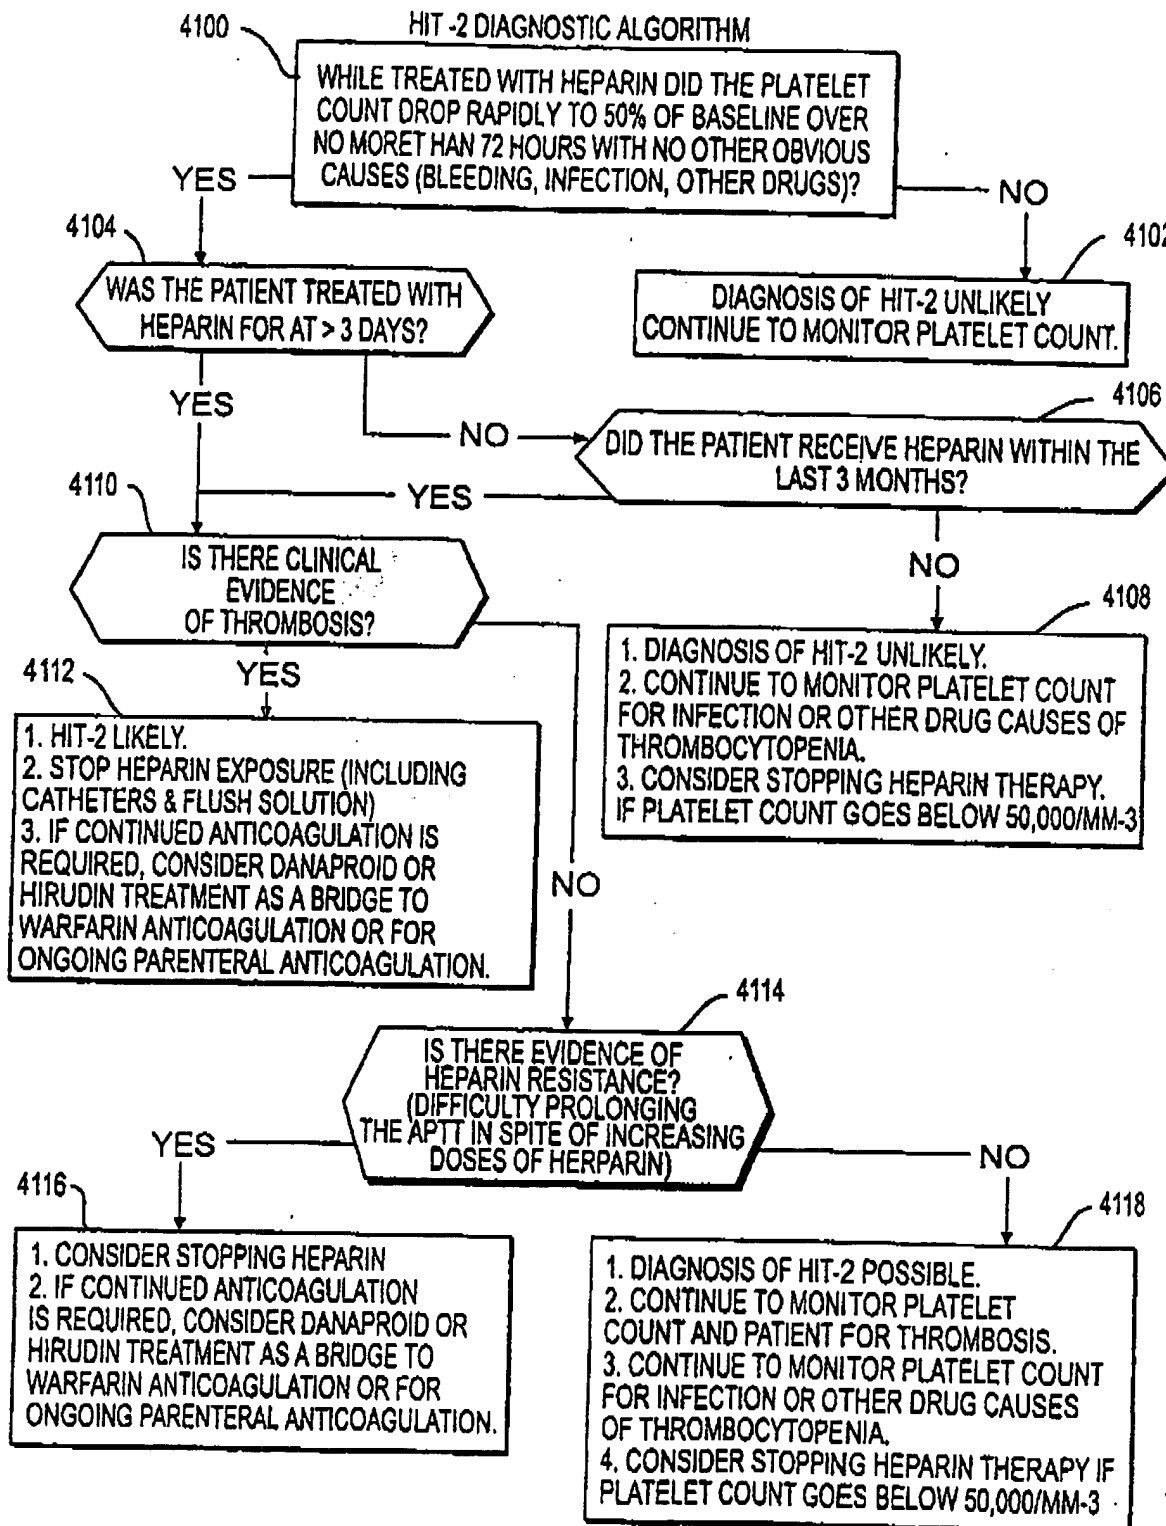 HIT -2 DIAGNOSTIC ALGORITHM
4100
WHILE TREATED WITH HEPARIN DID THE PLATELET
COUNT DROP RAPIDLY TO 50% OF BASELINE OVER
NO MORET HAN 72 HOURS WITH NO OTHER OBVIOUS
CAUSES (BLEEDING, INFECTION, OTHER DRUGS)?
YES
NO
4104
WAS THE PATIENT TREATED WITH
HEPARIN FOR AT > 3 DAYS?
4102
DIAGNOSIS OF HIT-2 UNLIKELY
CONTINUE TO MONITOR PLATELET COUNT.
YES
NO
4106
DID THE PATIENT RECEIVE HEPARIN WITHIN THE
LAST 3 MONTHS?
YES
NO
4110
IS THERE CLINICAL
EVIDENCE
OF THROMBOSIS?
4108
1. DIAGNOSIS OF HIT-2 UNLIKELY.
2. CONTINUE TO MONITOR PLATELET COUNT
FOR INFECTION OR OTHER DRUG CAUSES OF
THROMBOCYTOPENIA.
3. CONSIDER STOPPING HEPARIN THERAPY.
IF PLATELET COUNT GOES BELOW 50,000/MM-3
YES
4112
1. HIT-2 LIKELY.
2. STOP HEPARIN EXPOSURE (INCLUDING
CATHETERS & FLUSH SOLUTION)
3. IF CONTINUED ANTICOAGULATION IS
REQUIRED, CONSIDER DANAPROID OR
HIRUDIN TREATMENT AS A BRIDGE TO
WARFARIN ANTICOAGULATION OR FOR
ONGOING PARENTERAL ANTICOAGULATION.
NO
4114
IS THERE EVIDENCE OF
HEPARIN RESISTANCE?
(DIFFICULTY PROLONGING
THE APTT IN SPITE OF INCREASING
DOSES OF HERPARIN)
YES
NO
4116
1. CONSIDER STOPPING HEPARIN
2. IF CONTINUED ANTICOAGULATION
IS REQUIRED, CONSIDER DANAPROID OR
HIRUDIN TREATMENT AS A BRIDGE TO
WARFARIN ANTICOAGULATION OR FOR
ONGOING PARENTERAL ANTICOAGULATION.
4118
1. DIAGNOSIS OF HIT-2 POSSIBLE.
2. CONTINUE TO MONITOR PLATELET
COUNT AND PATIENT FOR THROMBOSIS.
3. CONTINUE TO MONITOR PLATELET COUNT
FOR INFECTION OR OTHER DRUG CAUSES
OF THROMBOCYTOPENIA.
4. CONSIDER STOPPING HEPARIN THERAPY IF
PLATELET COUNT GOES BELOW 50,000/MM-3